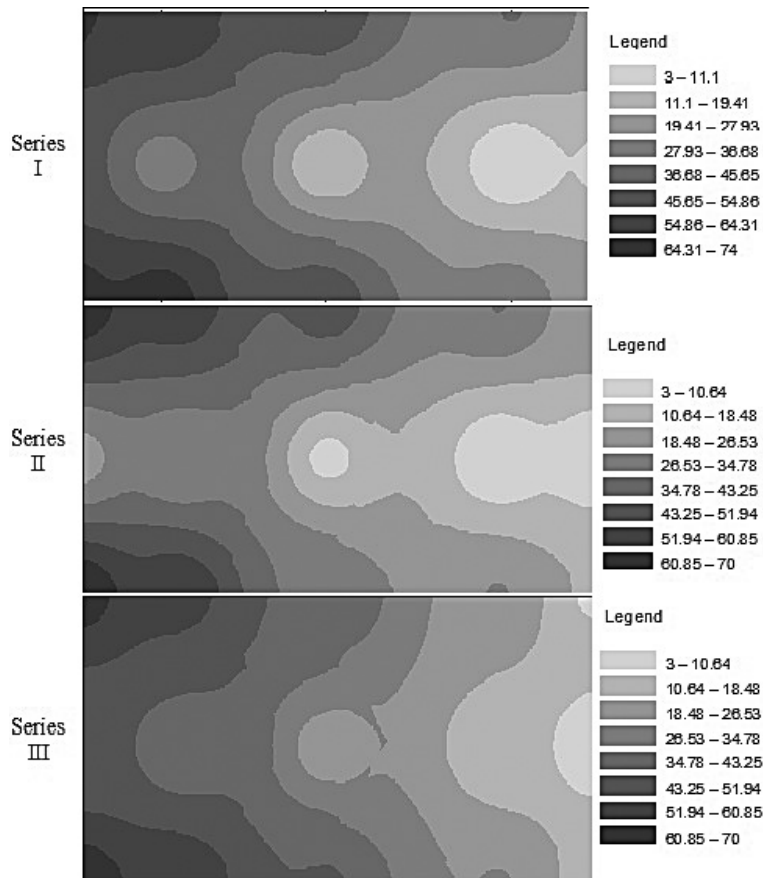 Series
I
Legend
3 – 11.1
11.1 – 19.41
19.41 – 27.93
27.93 – 36.68
36.68 – 45.65
45.65 – 54.86
54.86 – 64.31
64.31 – 74
Series
II
Legend
3 – 10.64
10.64 – 18.48
18.48 – 26.53
26.53 – 34.78
34.78 – 43.25
43.25 – 51.94
51.94 – 60.85
60.85 – 70
Series
III
Legend
3 – 10.64
10.64 – 18.48
18.48 – 26.53
26.53 – 34.78
34.78 – 43.25
43.25 – 51.94
51.94 – 60.85
60.85 – 70